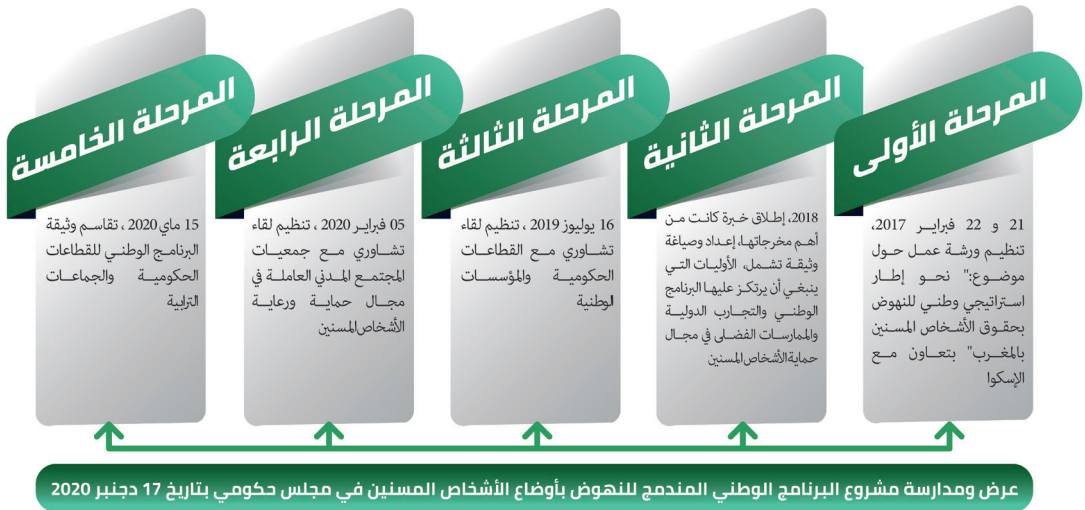 المرحلة الأولى
21 و 22 فبراير 2017،
تنظيم ورشة عمل حول
موضوع:" نحو إطار
استراتيجي وطني للنهوض
بحقوق الأشخاص المسنين
بالمغرب" بتعاون مع
الإسكوا
المرحلة الثانية
2018، إطلاق خبرة كانت من
أهم مخرجاتها، إعداد وصياغة
وثيقة تشمل، الأوليات التي
ينبغي أن يرتكز عليها البرنامج
الوطني والتجارب الدولية
والممارسات الفضلى في مجال
حماية الأشخاص المسنين
المرحلة الثالثة
16 يوليوز 2019 ، تنظيم لقاء
تشاوري مع القطاعات
الحكومية والمؤسسات
الوطنية
المرحلة الرابعة
05 فبراير 2020 ، تنظيم لقاء
تشاوري مع جمعيات
المجتمع المدني العاملة في
مجال حماية ورعاية
الأشخاص المسنين
المرحلة الخامسة
15 ماي 2020 ، تقاسم وثيقة
البرنامج الوطني للقطاعات
الحكومية والجماعات
الترابية
عرض ومدارسة مشروع البرنامج الوطني المندمج للنهوض بأوضاع الأشخاص المسنين في مجلس حكومي بتاريخ 17 دجنبر 2020